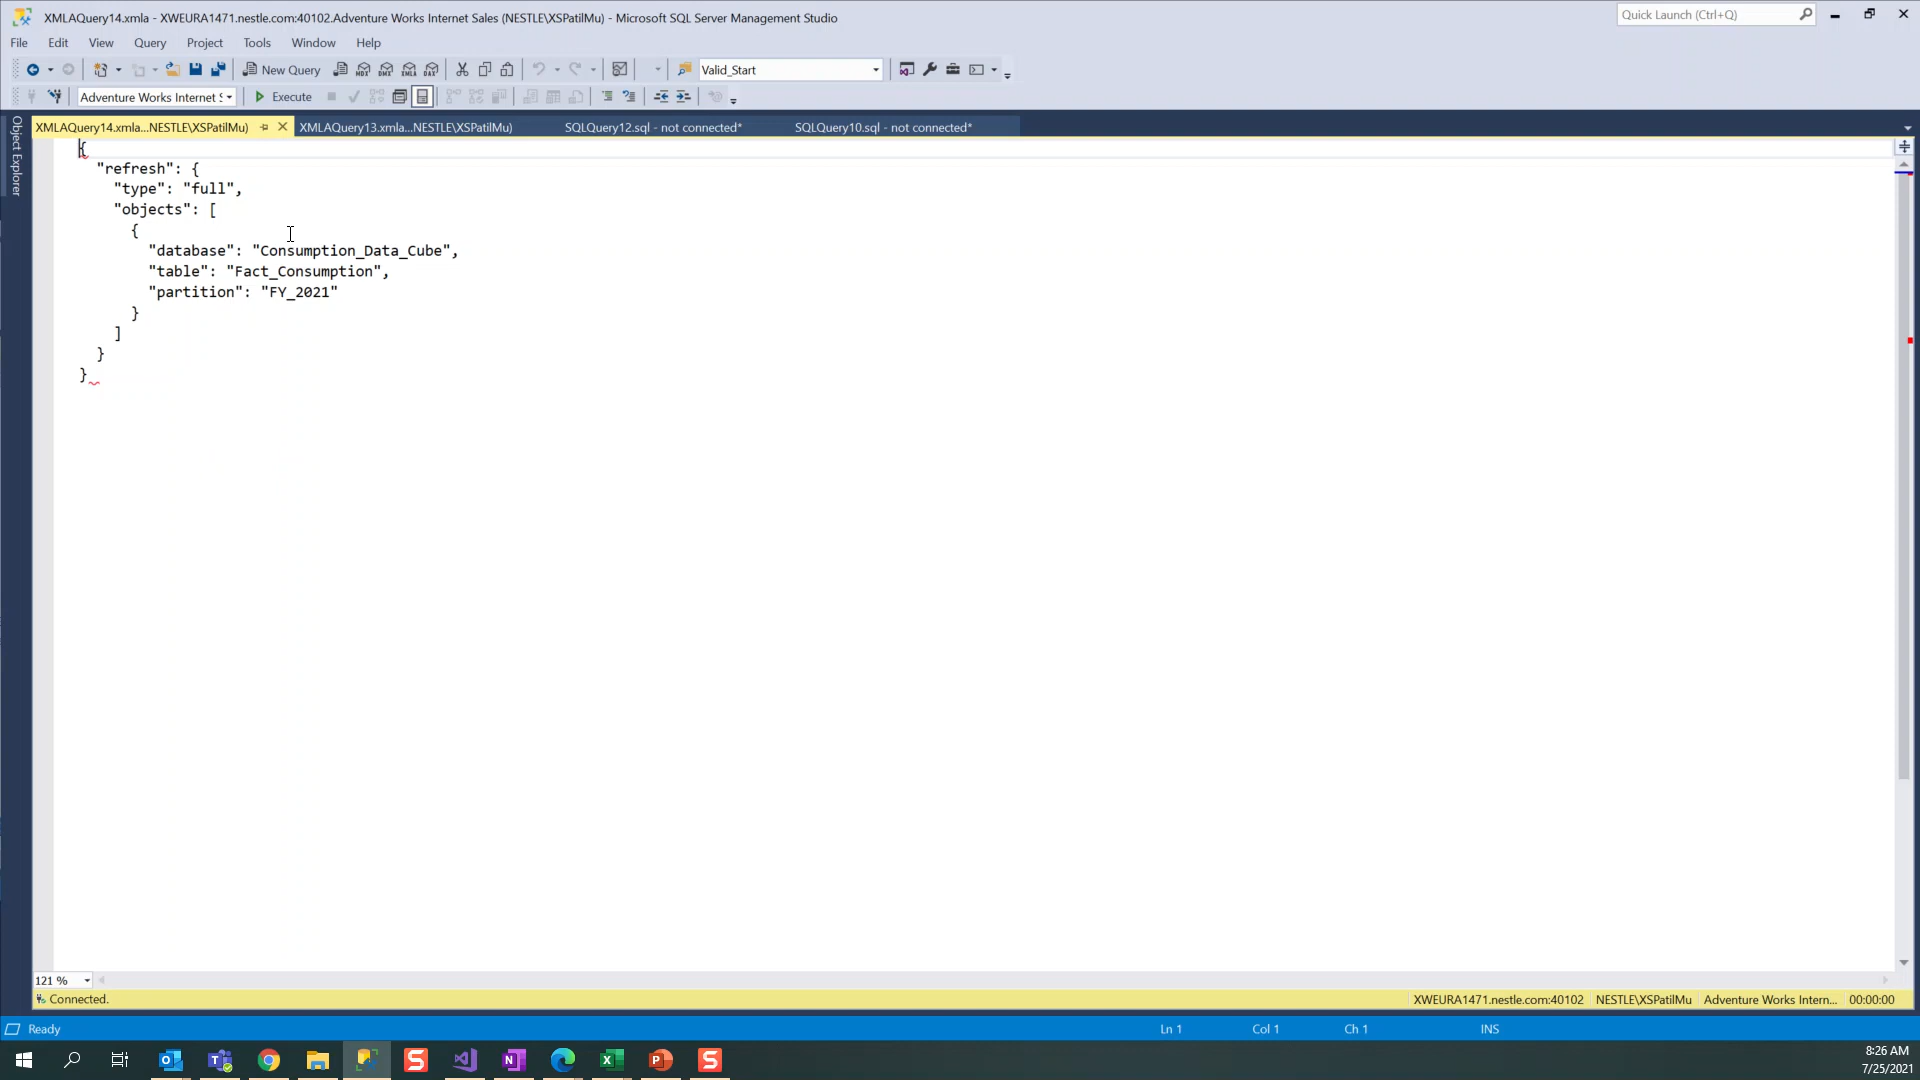 XMLAQuery14.xmla - XWEURA1471.nestle.com:40102.Adventure Works Internet Sales (NESTLE\XSPatilMu) - Microsoft SQL Server Management Studio
Quick Launch (Ctrl+Q)
File Edit View Query Project Tools Window Help
New Query MDX DMX XMLA DAX Valid_Start
Adventure Works Internet S Execute
XMLAQuery14.xmla...NESTLE\XSPatilMu) XMLAQuery13.xmla...NESTLE\XSPatilMu) SQLQuery12.sql - not connected* SQLQuery10.sql - not connected*
Object Explorer
{
"refresh": {
"type": "full",
"objects": [
{
"database": "Consumption_Data_Cube",
"table": "Fact_Consumption",
"partition": "FY_2021"
}
]
}
}
121 %
Connected. XWEURA1471.nestle.com:40102 NESTLE\XSPatilMu Adventure Works Intern... 00:00:00
Ready Ln 1 Col 1 Ch 1 INS
8:26 AM
7/25/2021